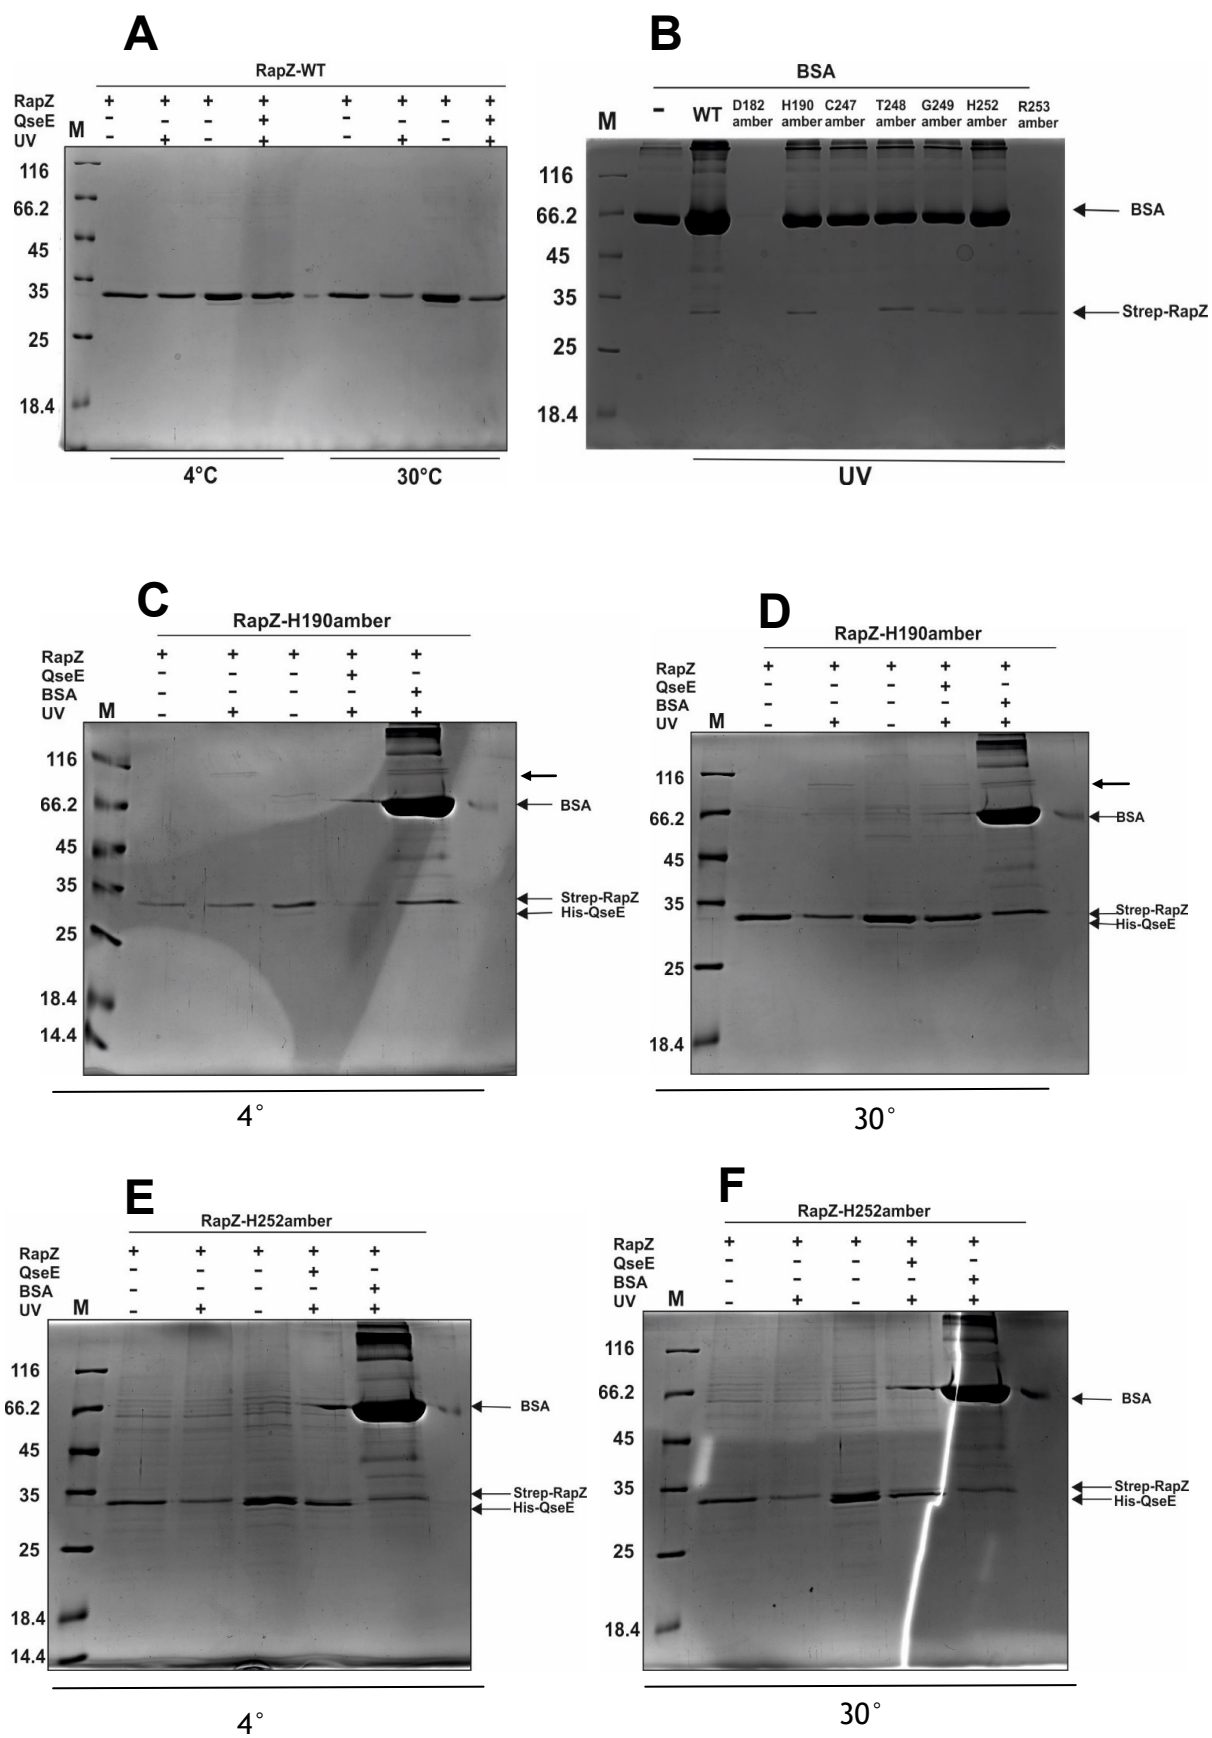 A
RapZ-WT
RapZ + + + + + + + +
QseE - - - + - - - +
UV - + - + - + - +
M
116
66.2
45
35
25
18.4
4°C 30°C
B
BSA
M - WT D182 amber H190 amber C247 amber T248 amber G249 amber H252 amber R253 amber
116
66.2
45
35
25
18.4
BSA
Strep-RapZ
UV
C
RapZ-H190amber
RapZ + + + + +
QseE - - - + -
BSA - - - - +
UV - + - + +
M
116
66.2
45
35
25
18.4
14.4
BSA
Strep-RapZ
His-QseE
4°
D
RapZ-H190amber
RapZ + + + + +
QseE - - - + -
BSA - - - - +
UV - + - + +
M
116
66.2
45
35
25
18.4
BSA
Strep-RapZ
His-QseE
30°
E
RapZ-H252amber
RapZ + + + + +
QseE - - - + -
BSA - - - - +
UV - + - + +
M
116
66.2
45
35
25
18.4
14.4
BSA
Strep-RapZ
His-QseE
4°
F
RapZ-H252amber
RapZ + + + + +
QseE - - - + -
BSA - - - - +
UV - + - + +
M
116
66.2
45
35
25
18.4
BSA
Strep-RapZ
His-QseE
30°